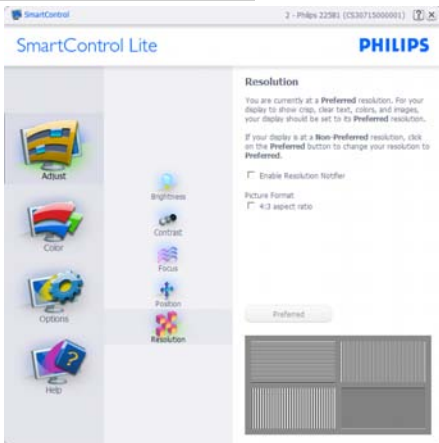 SmartControl
2 - Philips 225B1 (CS30715000001)
SmartControl Lite
PHILIPS
Adjust
Color
Options
Help
Brightness
Contrast
Focus
Position
Resolution
Resolution
You are currently at a Preferred resolution. For your
display to show crisp, clear text, colors, and images,
your display should be set to its Preferred resolution.
If your display is at a Non-Preferred resolution, click
on the Preferred button to change your resolution to
Preferred.
Enable Resolution Notifier
Picture Format
4:3 aspect ratio
Preferred